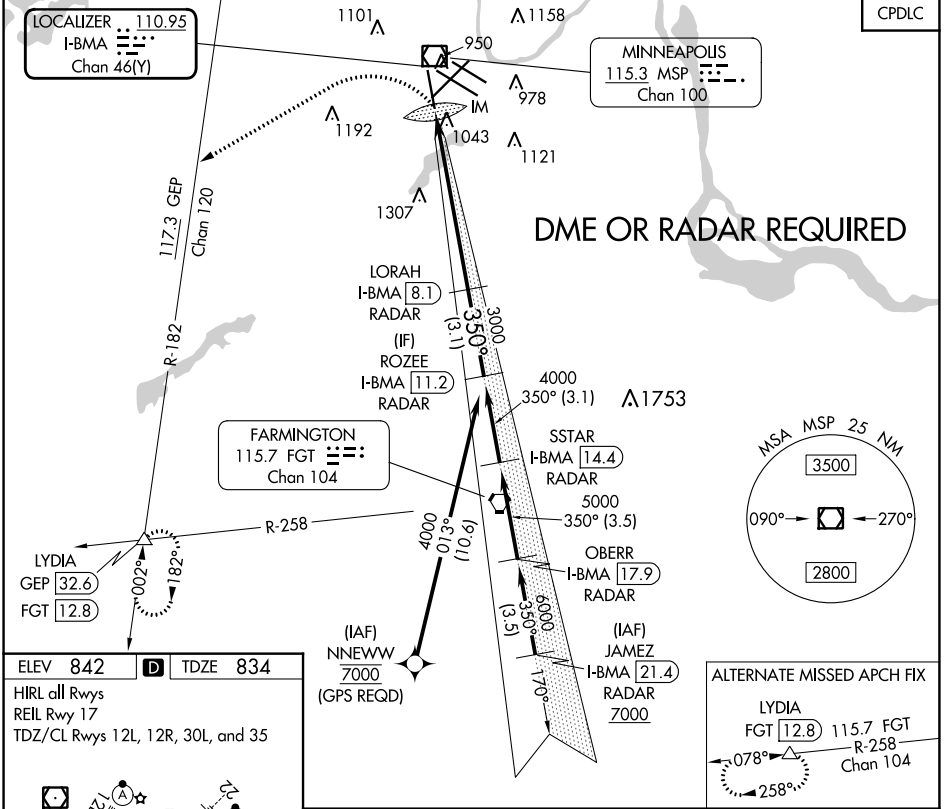 LOCALIZER 110.95
I-BMA
Chan 46(Y)
1101
1158
CPDLC
950
MINNEAPOLIS
115.3 MSP
Chan 100
978
IM
1192
1043
1121
1307
117.3 GEP
Chan 120
R-182
DME OR RADAR REQUIRED
LORAH
I-BMA 8.1
RADAR
3000
350°
(3.1)
(IF)
ROZEE
I-BMA 11.2
RADAR
4000
350° (3.1)
1753
FARMINGTON
115.7 FGT
Chan 104
SSTAR
I-BMA 14.4
RADAR
5000
350° (3.5)
MSA MSP 25 NM
3500
090°
270°
2800
R-258
4000
013°
(10.6)
OBERR
I-BMA 17.9
RADAR
LYDIA
GEP 32.6
FGT 12.8
002°
182°
6000
350°
(3.5)
(IAF)
NNEWW
7000
(GPS REQD)
(IAF)
JAMEZ
I-BMA 21.4
RADAR
7000
170°
ELEV 842 D TDZE 834
HIRL all Rwys
REIL Rwy 17
TDZ/CL Rwys 12L, 12R, 30L, and 35
A
12L
22
ALTERNATE MISSED APCH FIX
LYDIA
FGT 12.8 115.7 FGT
R-258
Chan 104
078°
258°